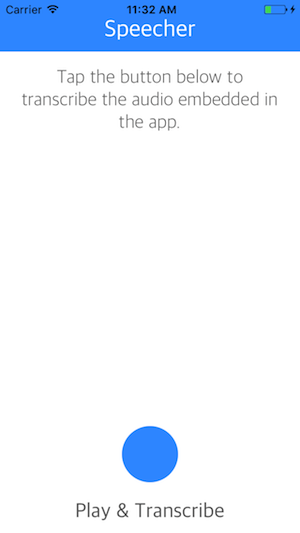 Carrier 11:32 AM
Speecher
Tap the button below to
transcribe the audio embedded in
the app.
Play & Transcribe